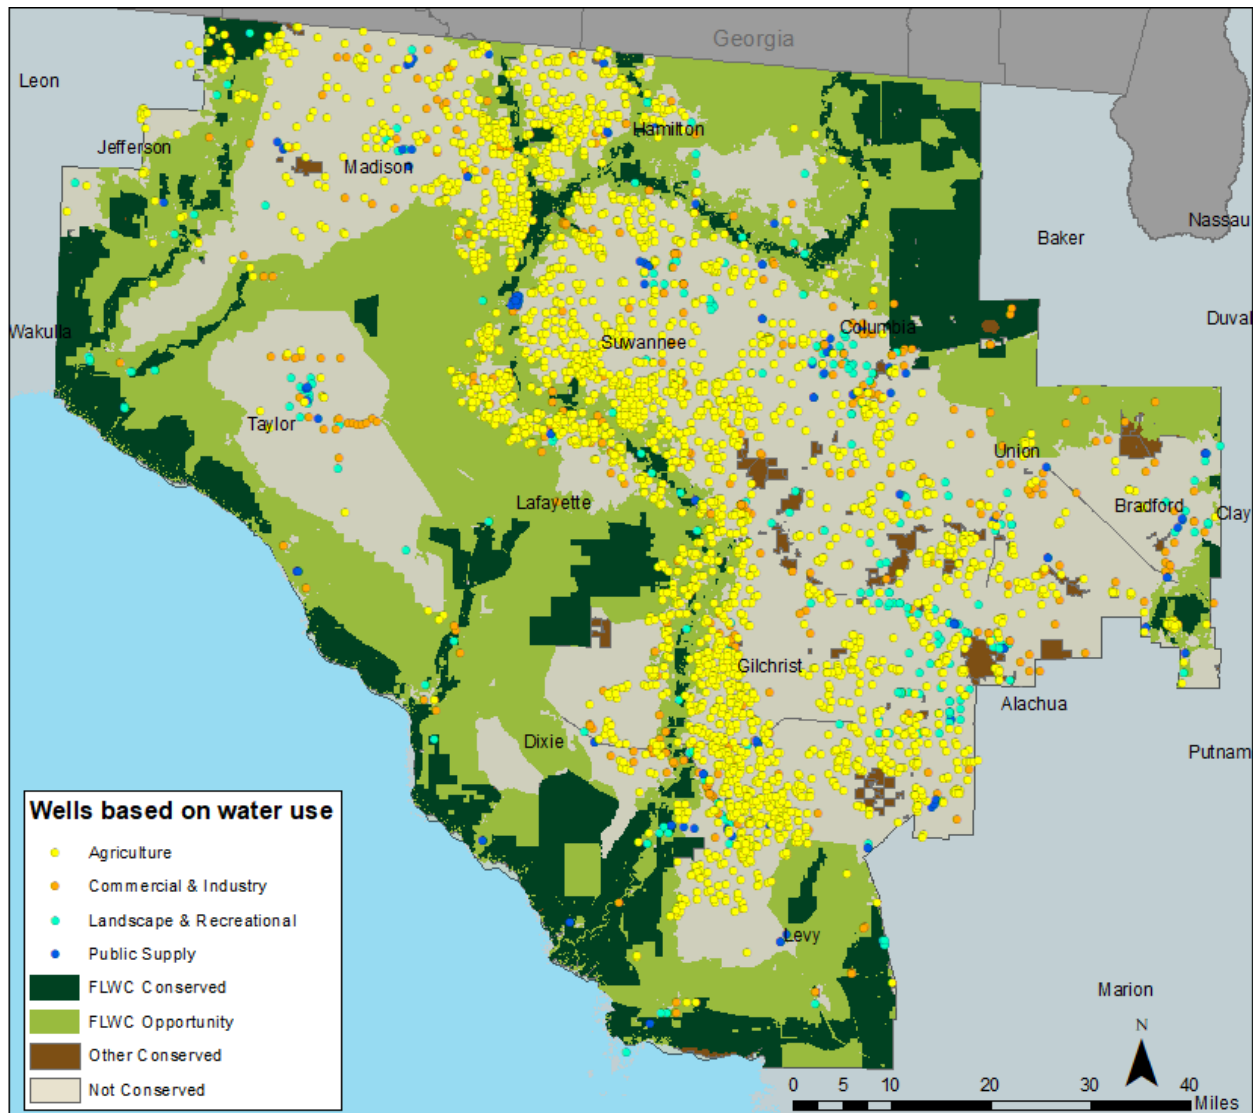 Georgia
Leon
Hamilton
Jefferson
Madison
Nassau
Baker
Duval
Wakulla
Columbia
Suwannee
Taylor
Union
Lafayette
Bradford
Clay
Gilchrist
Alachua
Dixie
Putnam
Levy
Marion
Wells based on water use
Agriculture
Commercial & Industry
Landscape & Recreational
Public Supply
FLWC Conserved
FLWC Opportunity
Other Conserved
Not Conserved
N
0 5 10 20 30 40
Miles